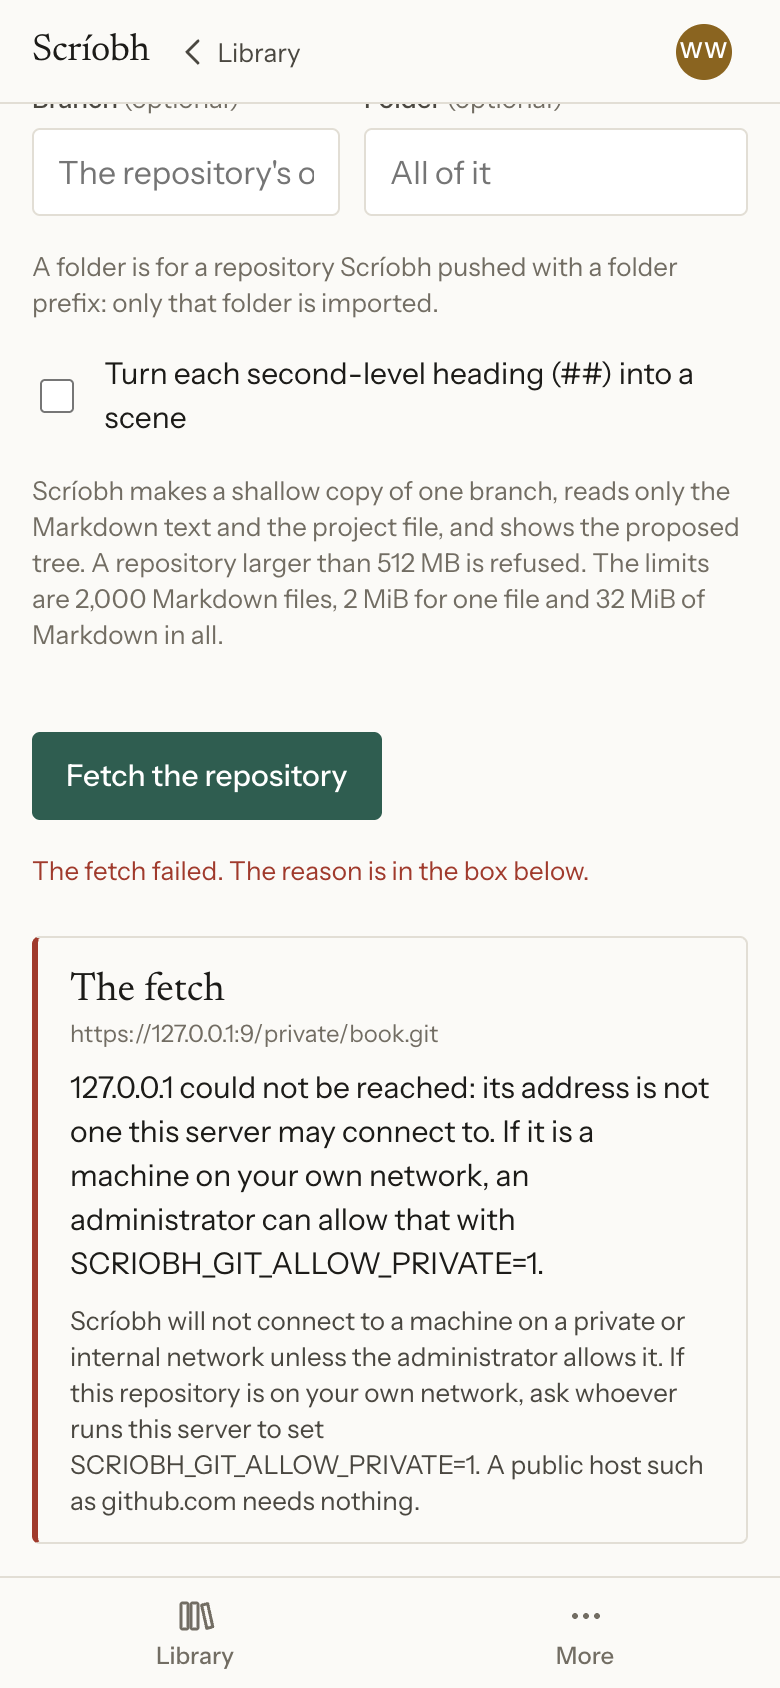 Scríobh
Library
WW
Branch (optional)
Folder (optional)
The repository's o
All of it
A folder is for a repository Scríobh pushed with a folder
prefix: only that folder is imported.
Turn each second-level heading (##) into a
scene
Scríobh makes a shallow copy of one branch, reads only the
Markdown text and the project file, and shows the proposed
tree. A repository larger than 512 MB is refused. The limits
are 2,000 Markdown files, 2 MiB for one file and 32 MiB of
Markdown in all.
Fetch the repository
The fetch failed. The reason is in the box below.
The fetch
https://127.0.0.1:9/private/book.git
127.0.0.1 could not be reached: its address is not
one this server may connect to. If it is a
machine on your own network, an
administrator can allow that with
SCRIOBH_GIT_ALLOW_PRIVATE=1.
Scríobh will not connect to a machine on a private or
internal network unless the administrator allows it. If
this repository is on your own network, ask whoever
runs this server to set
SCRIOBH_GIT_ALLOW_PRIVATE=1. A public host such
as github.com needs nothing.
Library
More